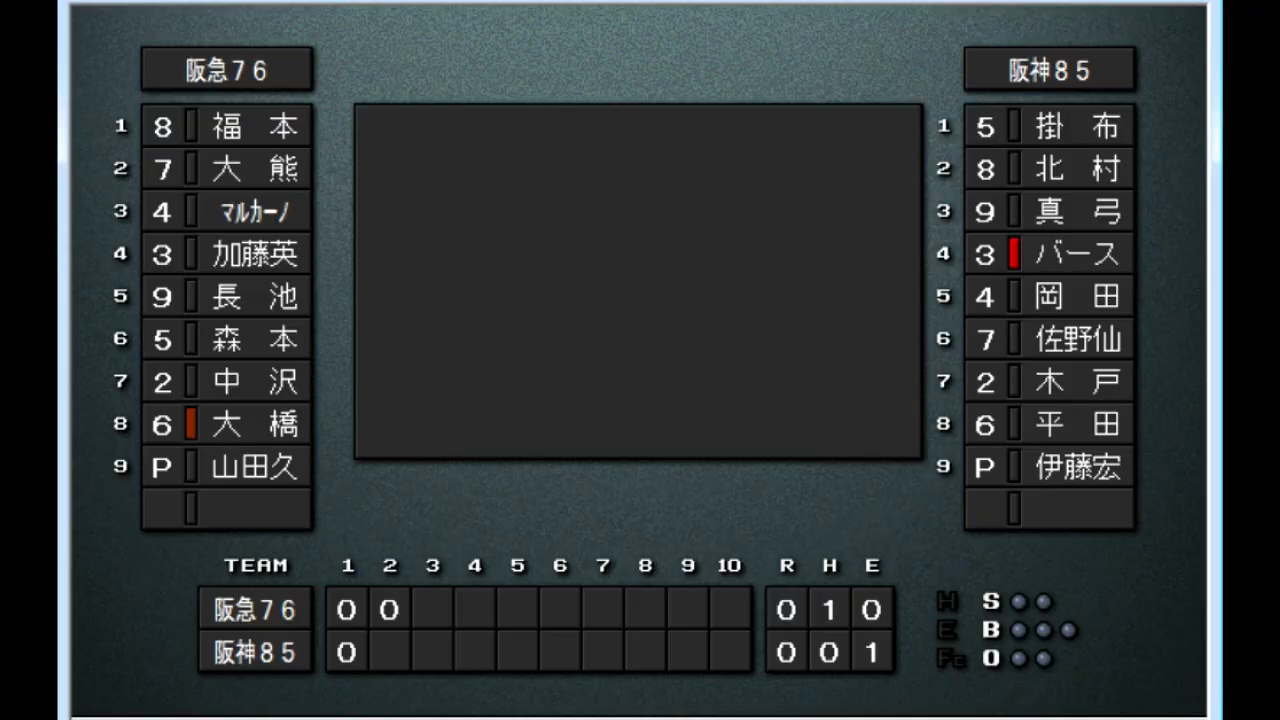 阪急76
1 8 福本
2 7 大熊
3 4 ﾏﾙｶｰﾉ
4 3 加藤英
5 9 長池
6 5 森本
7 2 中沢
8 6 大橋
9 P 山田久
阪神85
1 5 掛布
2 8 北村
3 9 真弓
4 3 バース
5 4 岡田
6 7 佐野仙
7 2 木戸
8 6 平田
9 P 伊藤宏
TEAM 1 2 3 4 5 6 7 8 9 10 R H E
阪急76 0 0 0 1 0
阪神85 0 0 0 1
H S
E B
Fc O